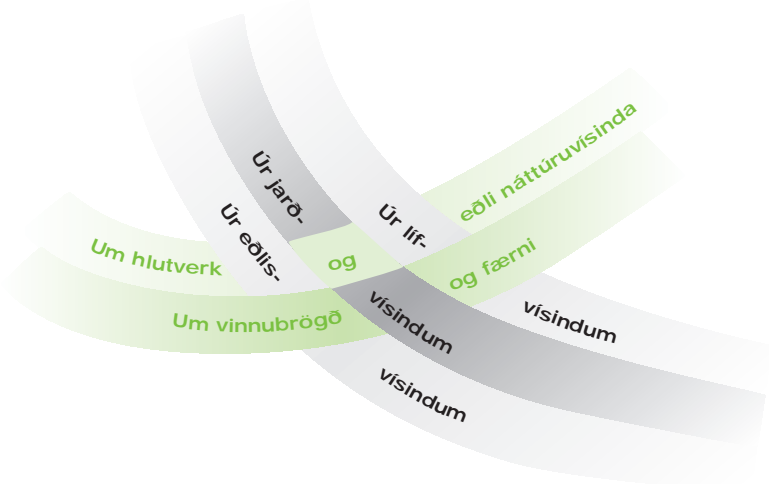 Um hlutverk og eðli náttúruvísinda
Um vinnubrögð og færni
Úr eðlis- vísindum
Úr jarð- vísindum
Úr líf- vísindum